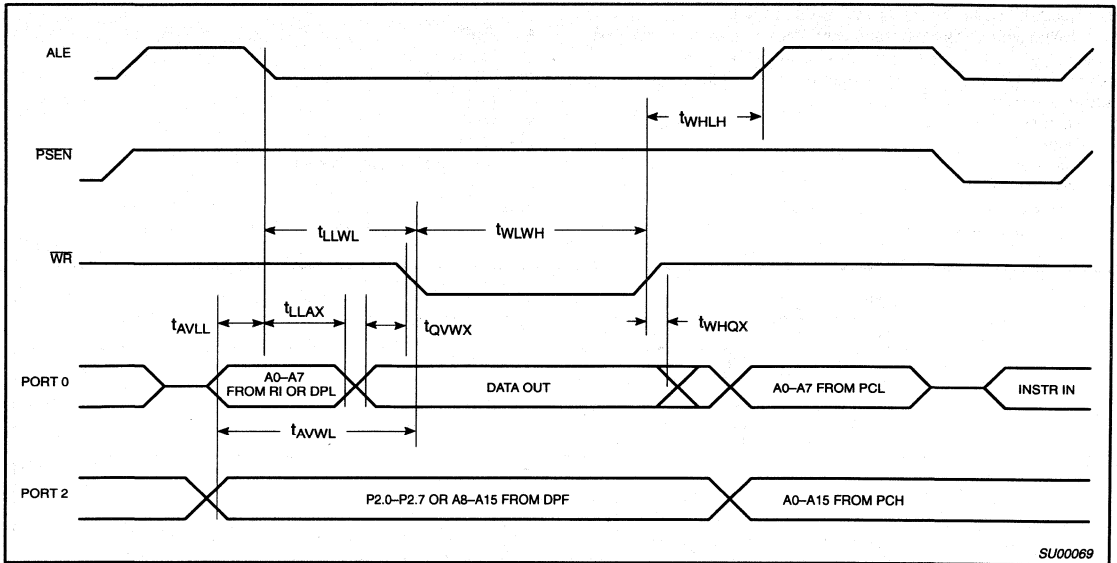 ALE
tWHLH
PSEN
tLLWL
tWLWH
WR
tAVLL
tLLAX
tQVWX
tWHQX
PORT 0
A0–A7
FROM RI OR DPL
DATA OUT
A0–A7 FROM PCL
INSTR IN
tAVWL
PORT 2
P2.0–P2.7 OR A8–A15 FROM DPF
A0–A15 FROM PCH
SU00069